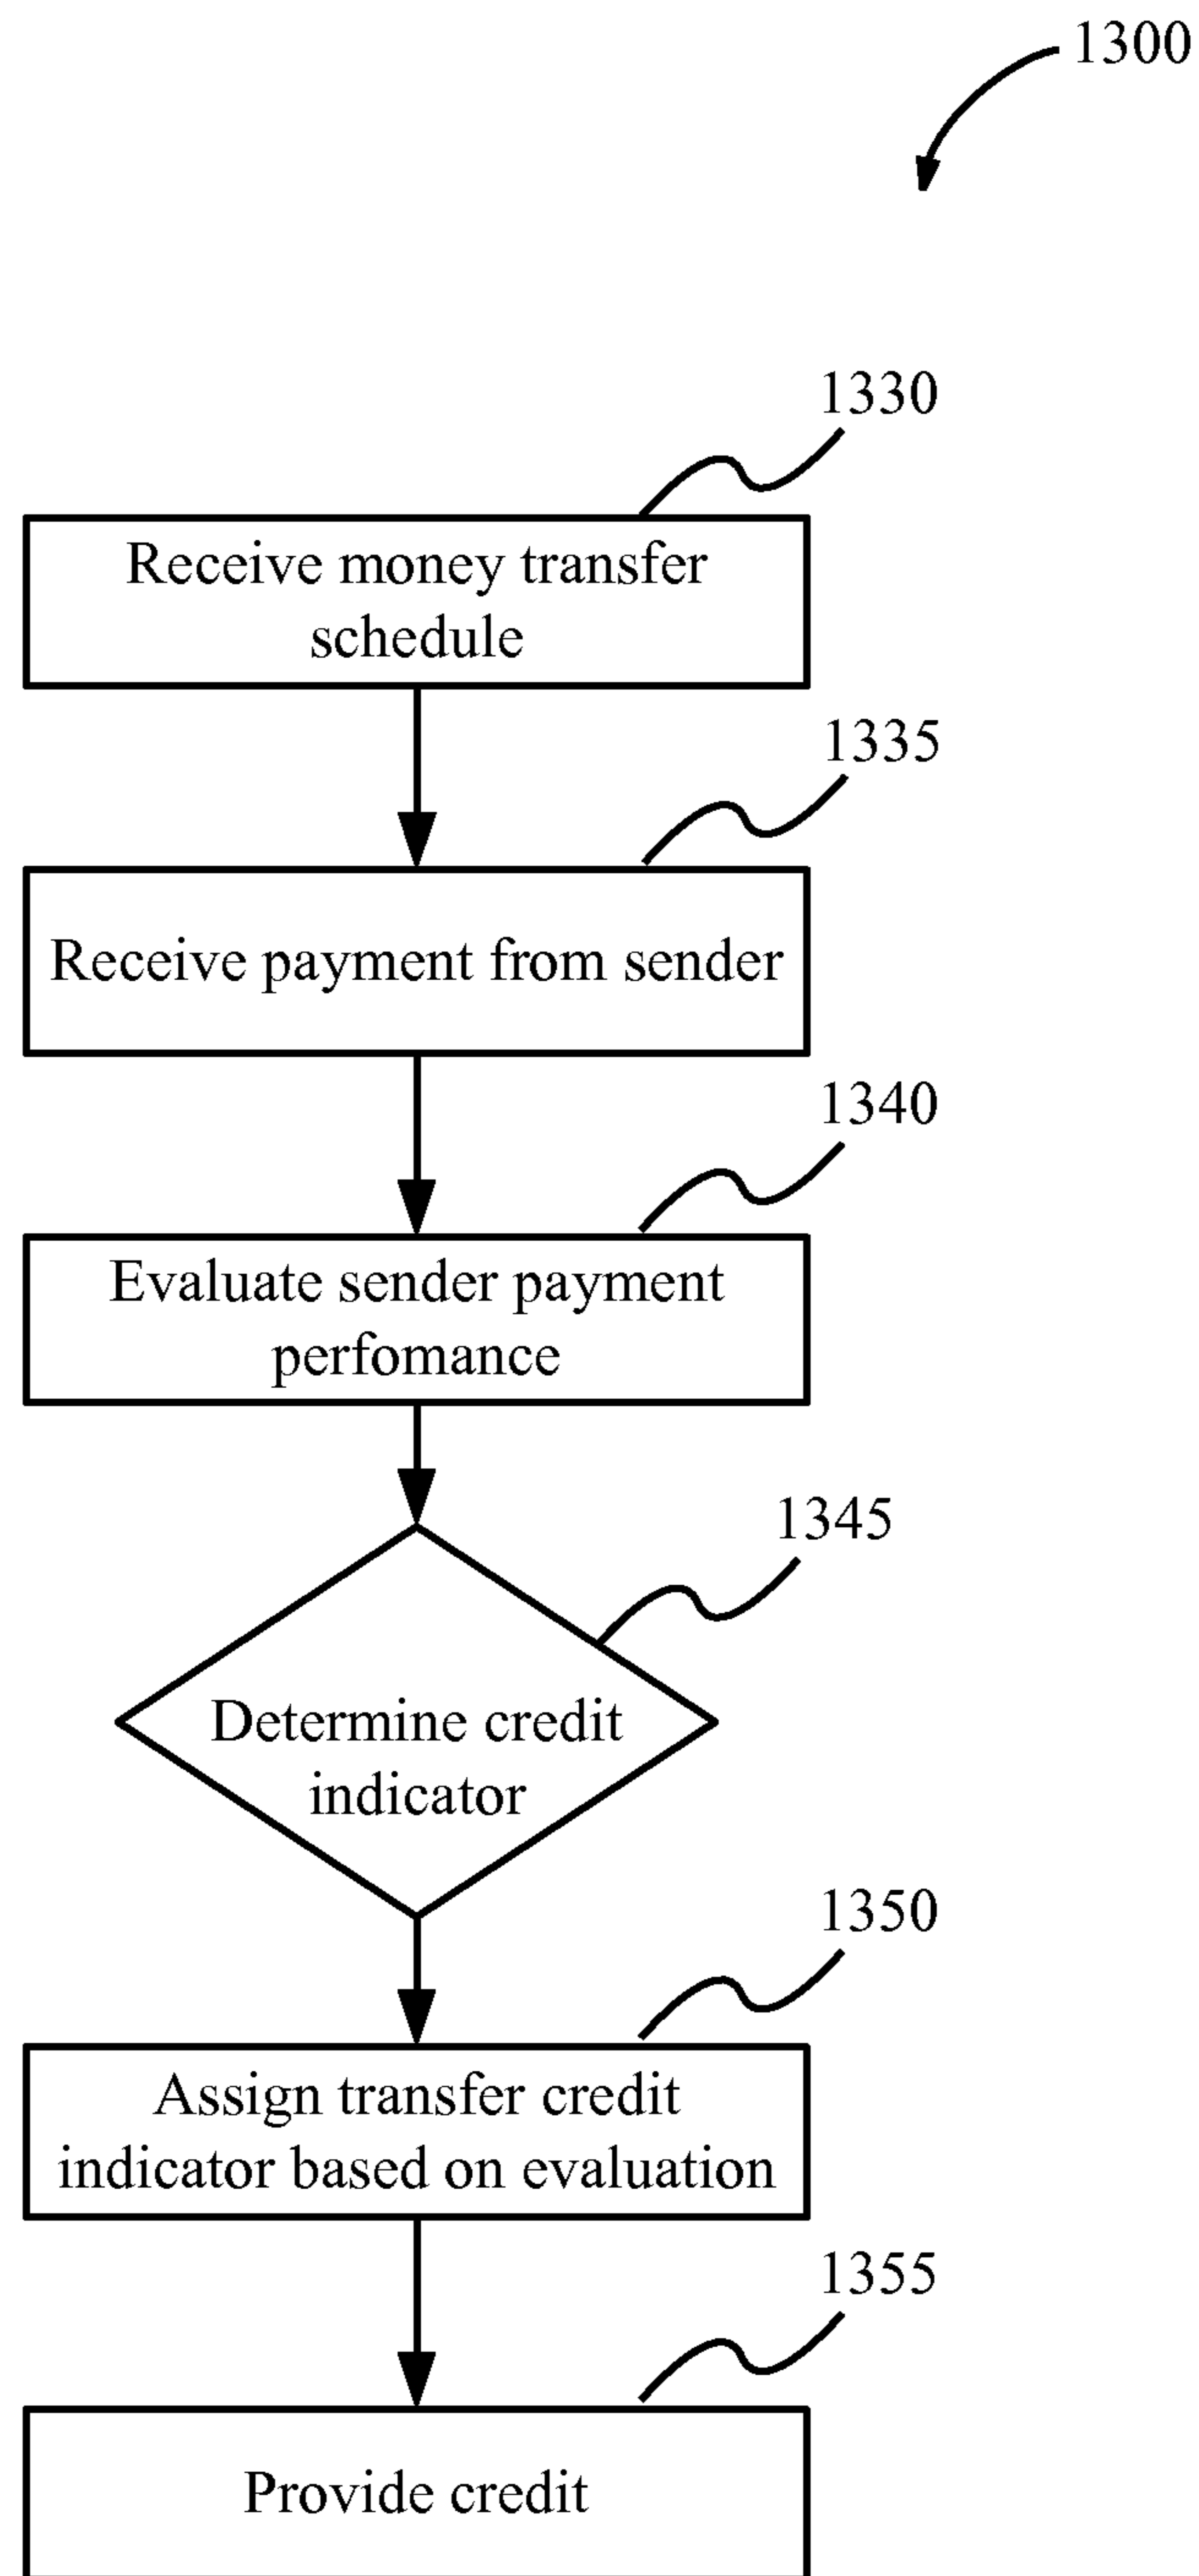 1300
1330
Receive money transfer
schedule
1335
Receive payment from sender
1340
Evaluate sender payment
perfomance
1345
Determine credit
indicator
1350
Assign transfer credit
indicator based on evaluation
1355
Provide credit